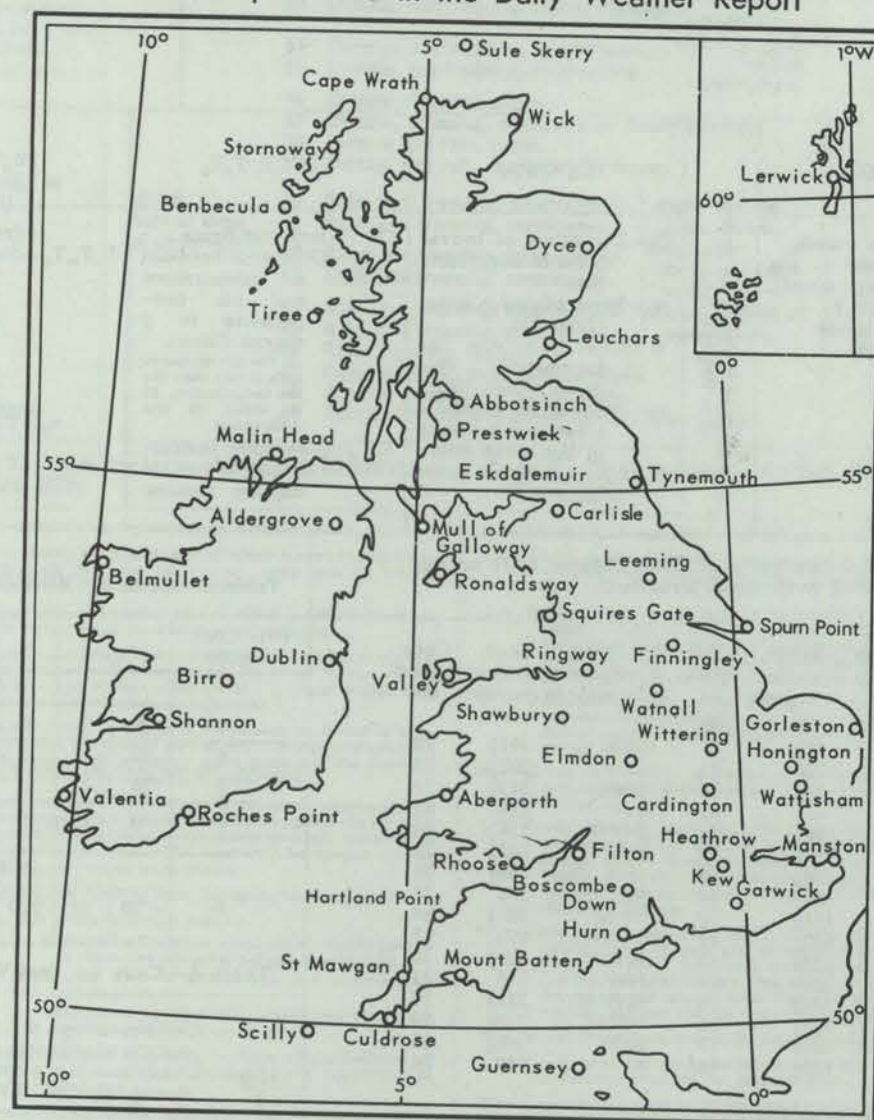 in the Daily Weather Report
10°
5°
Sule Skerry
1°W
Cape Wrath
Wick
Stornoway
Lerwick
60°
Benbecula
Dyce
Tiree
Leuchars
0°
Abbotsinch
Malin Head
Prestwick
55°
Eskdalemuir
Tynemouth
55°
Aldergrove
Carlisle
Mull of
Galloway
Belmullet
Leeming
Ronaldsway
Squires Gate
Spurn Point
Dublin
Ringway
Finningley
Birr
Valley
Watnall
Shannon
Shawbury
Wittering
Gorleston
Elmdon
Honington
Valentia
Aberporth
Cardington
Wattisham
Roches Point
Heathrow
Manston
Rhoose
Filton
Kew
Hartland Point
Boscombe
Down
Gatwick
Hurn
St Mawgan
Mount Batten
50°
50°
Scilly
Culdrose
Guernsey
10°
5°
0°